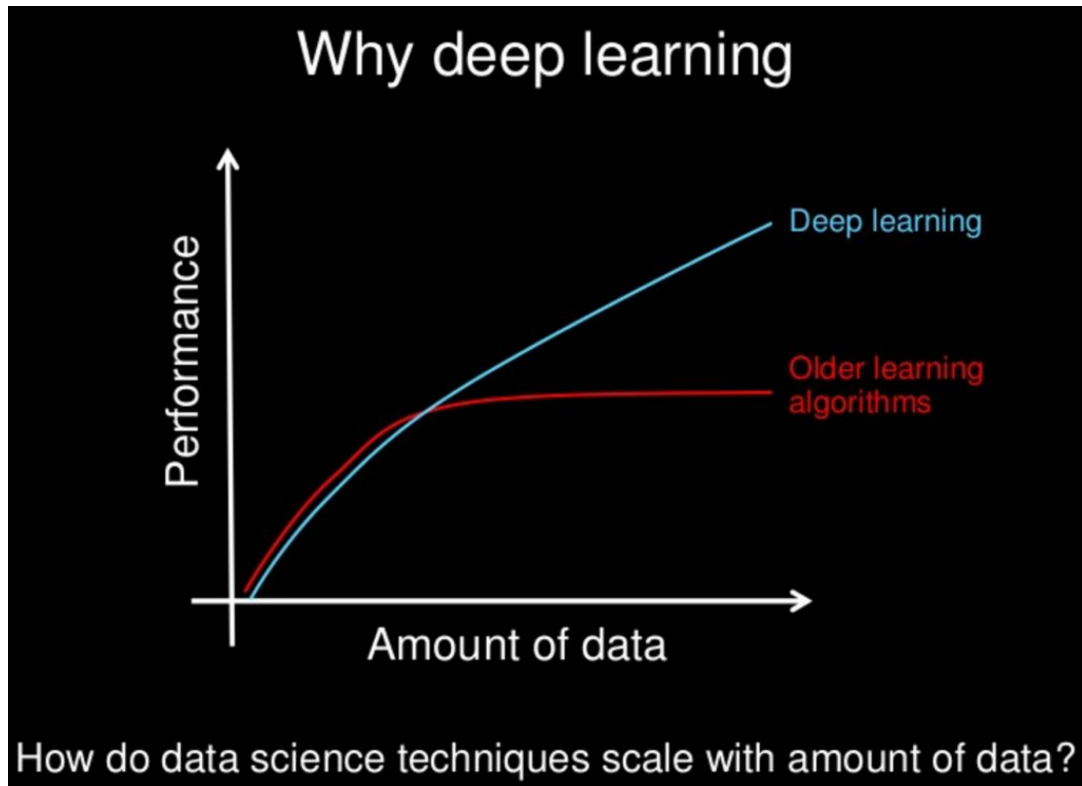 Why deep learning
Performance
Deep learning
Older learning
algorithms
Amount of data
How do data science techniques scale with amount of data?